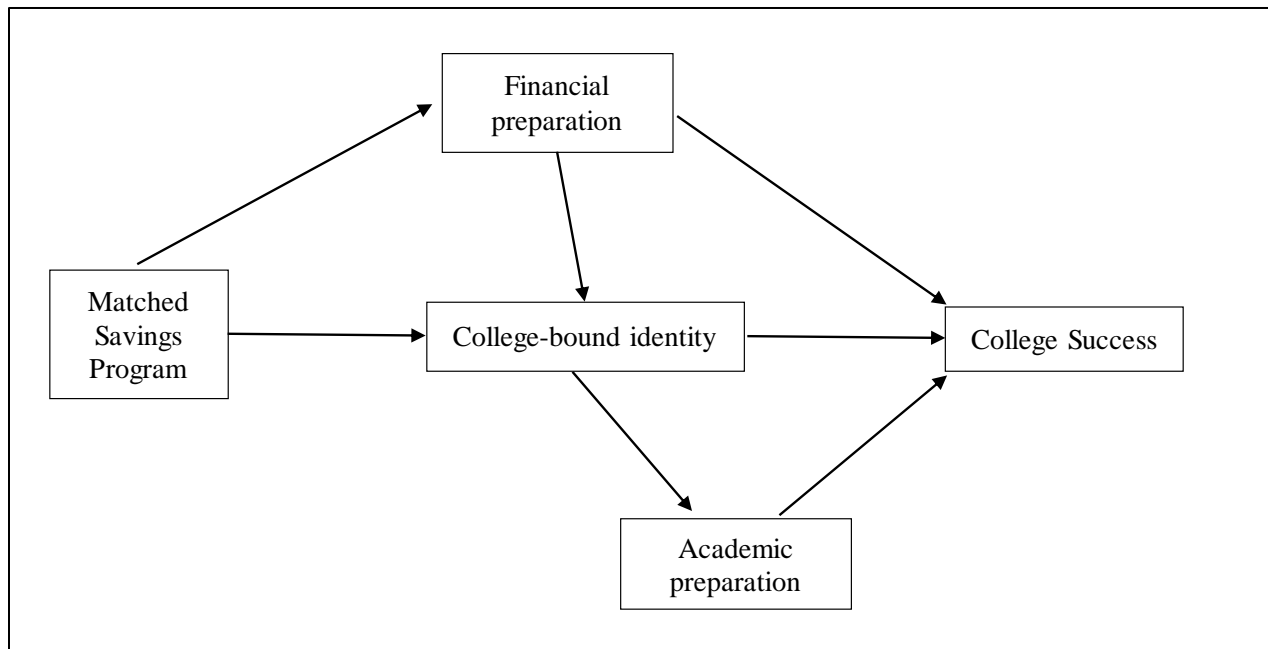 Financial
preparation
Matched
Savings
Program
College-bound identity
College Success
Academic
preparation